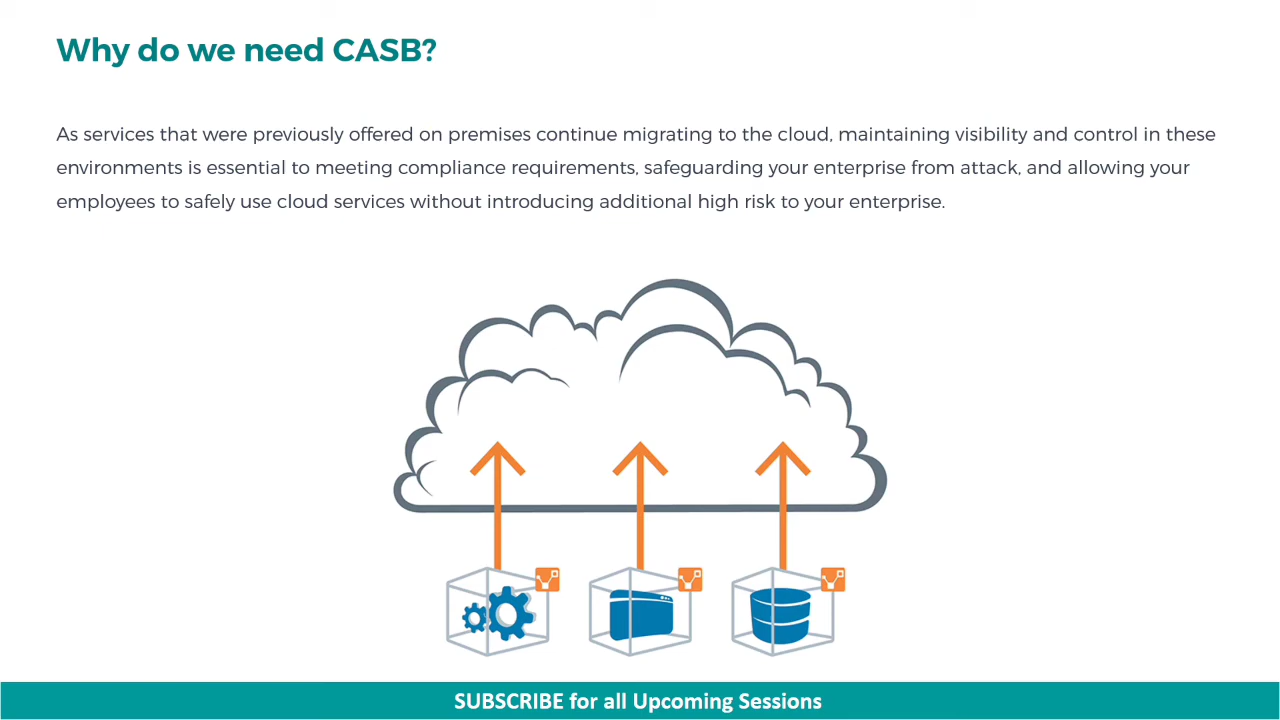 Why do we need CASB?
As services that were previously offered on premises continue migrating to the cloud, maintaining visibility and control in these
environments is essential to meeting compliance requirements, safeguarding your enterprise from attack, and allowing your
employees to safely use cloud services without introducing additional high risk to your enterprise.
SUBSCRIBE for all Upcoming Sessions